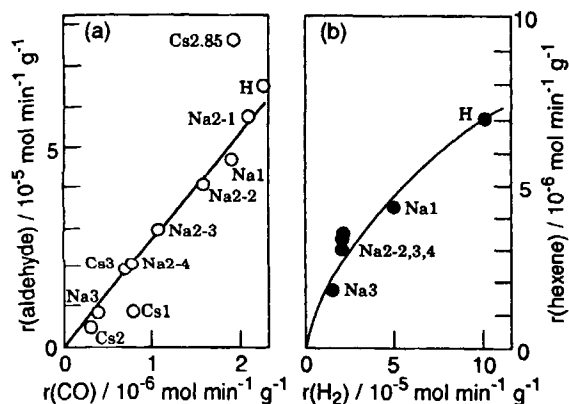 (a)
Cs2.85
H
Na2-1
Na1
Na2-2
Na2-3
Cs3
Na2-4
Na3
Cs1
Cs2
5
0
0
1
2
r(aldehyde) / 10⁻⁵ mol min⁻¹ g⁻¹
r(CO) / 10⁻⁶ mol min⁻¹ g⁻¹
(b)
H
Na1
Na2-2,3,4
Na3
10
5
0
0
5
10
r(hexene) / 10⁻⁶ mol min⁻¹ g⁻¹
r(H₂) / 10⁻⁵ mol min⁻¹ g⁻¹